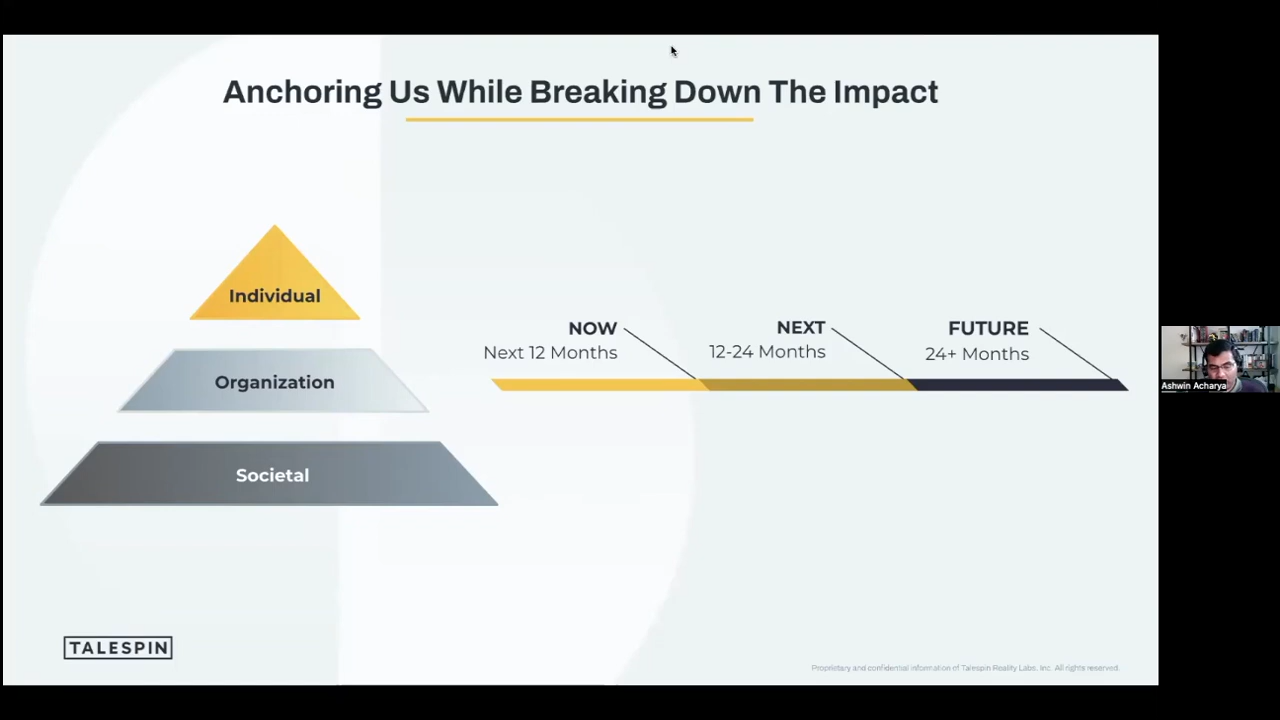 Anchoring Us While Breaking Down The Impact
Individual
Organization
Societal
NOW
Next 12 Months
NEXT
12-24 Months
FUTURE
24+ Months
Ashwin Acharya
TALESPIN
Proprietary and confidential information of Talespin Reality Labs, Inc. All rights reserved.